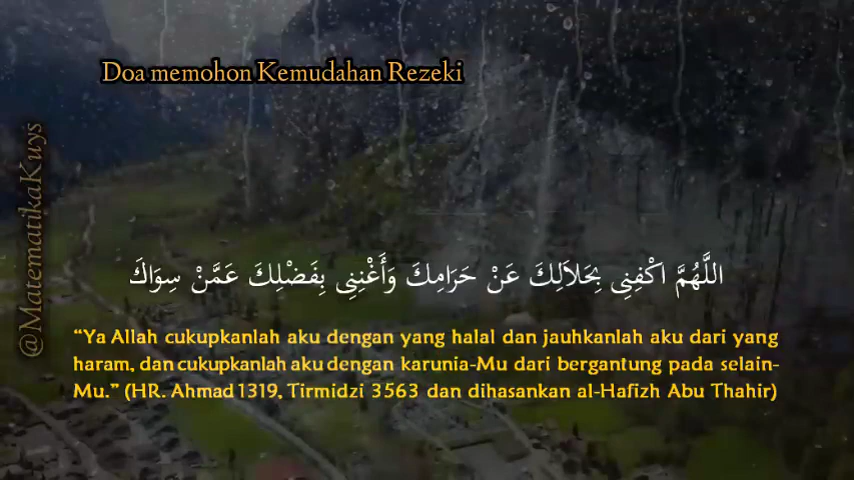 Doa memohon Kemudahan Rezeki
@MatematikaKuys
اللَّهُمَّ اكْفِنِى بِحَلاَلِكَ عَنْ حَرَامِكَ وَأَغْنِنِى بِفَضْلِكَ عَمَّنْ سِوَاكَ
“Ya Allah cukupkanlah aku dengan yang halal dan jauhkanlah aku dari yang
haram, dan cukupkanlah aku dengan karunia-Mu dari bergantung pada selain-
Mu.” (HR. Ahmad 1319, Tirmidzi 3563 dan dihasankan al-Hafizh Abu Thahir)